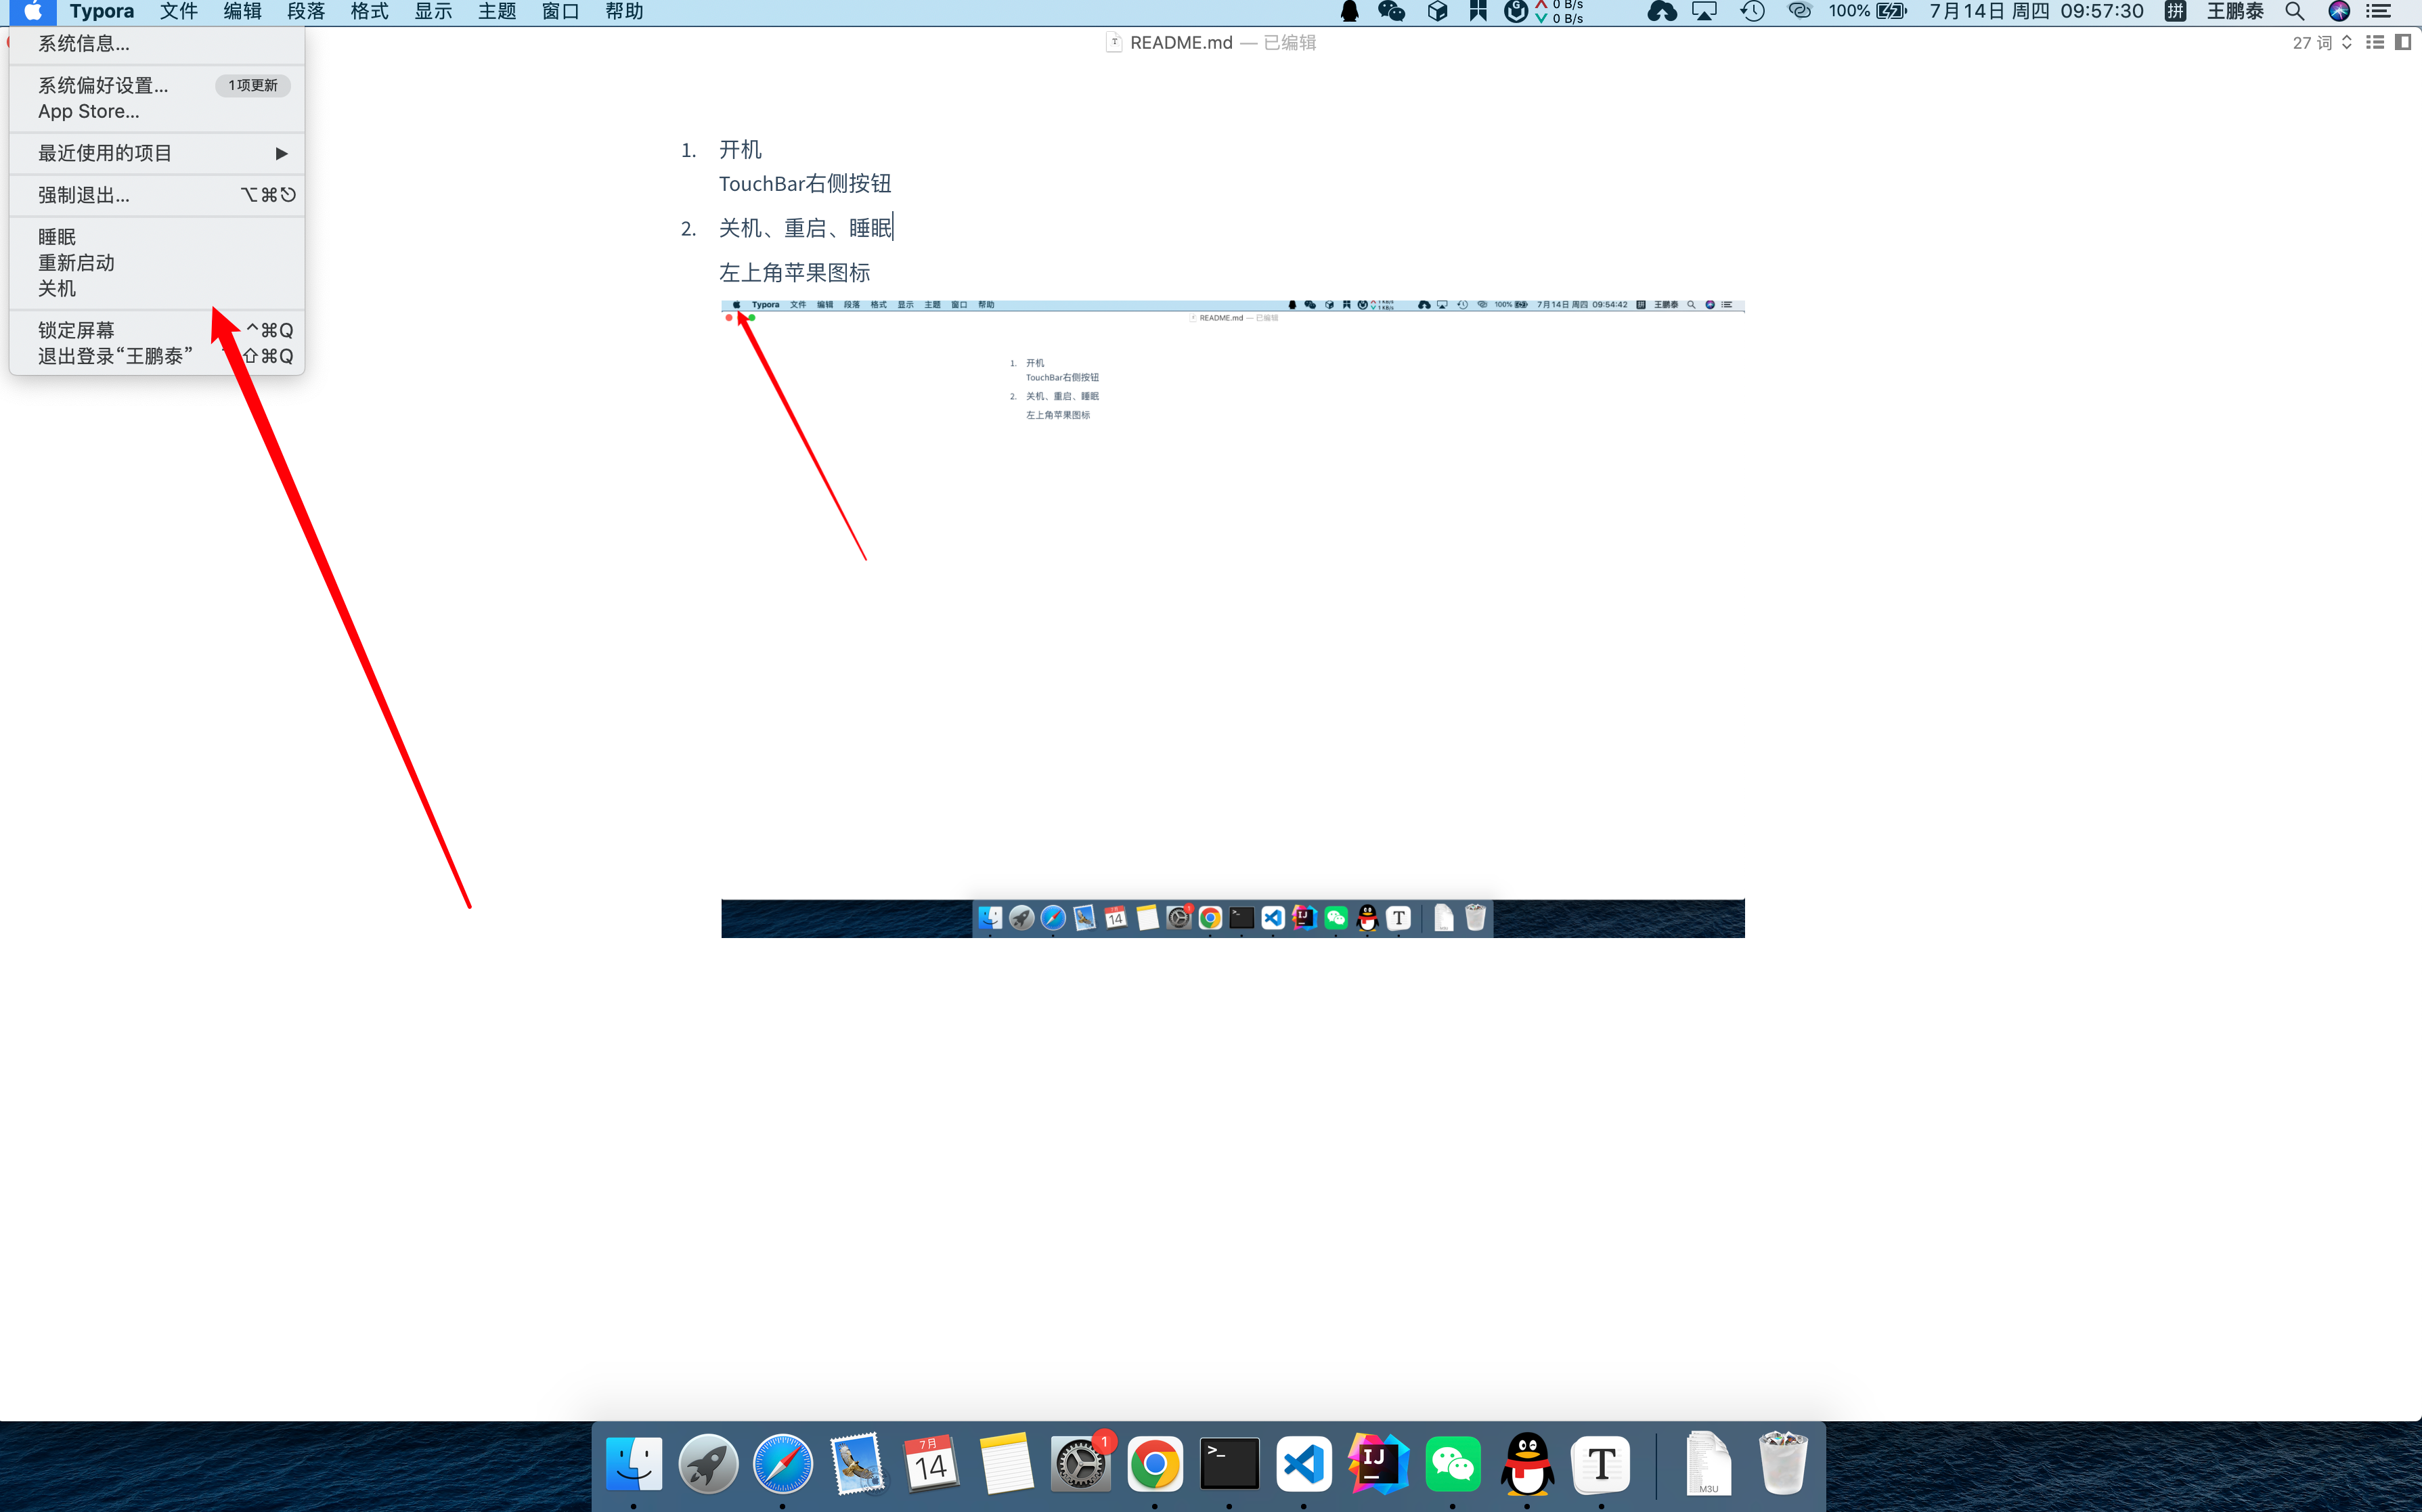 Typora 文件 编辑 段落 格式 显示 主题 窗口 帮助
0 B/s
0 B/s
100% 7月14日 周四 09:57:30 拼 王鹏泰
系统信息...
系统偏好设置... 1项更新
App Store...
最近使用的项目 ▶
强制退出... ⌥⌘⎋
睡眠
重新启动
关机
锁定屏幕 ^⌘Q
退出登录“王鹏泰” ⇧⌘Q
README.md — 已编辑
27 词
1. 开机
TouchBar右侧按钮
2. 关机、重启、睡眠
左上角苹果图标
Typora 文件 编辑 段落 格式 显示 主题 窗口 帮助
100% 7月14日 周四 09:54:42 拼 王鹏泰
README.md — 已编辑
1. 开机
TouchBar右侧按钮
2. 关机、重启、睡眠
左上角苹果图标
14
IJ
T
7月
14
1
>_
IJ
T
M3U